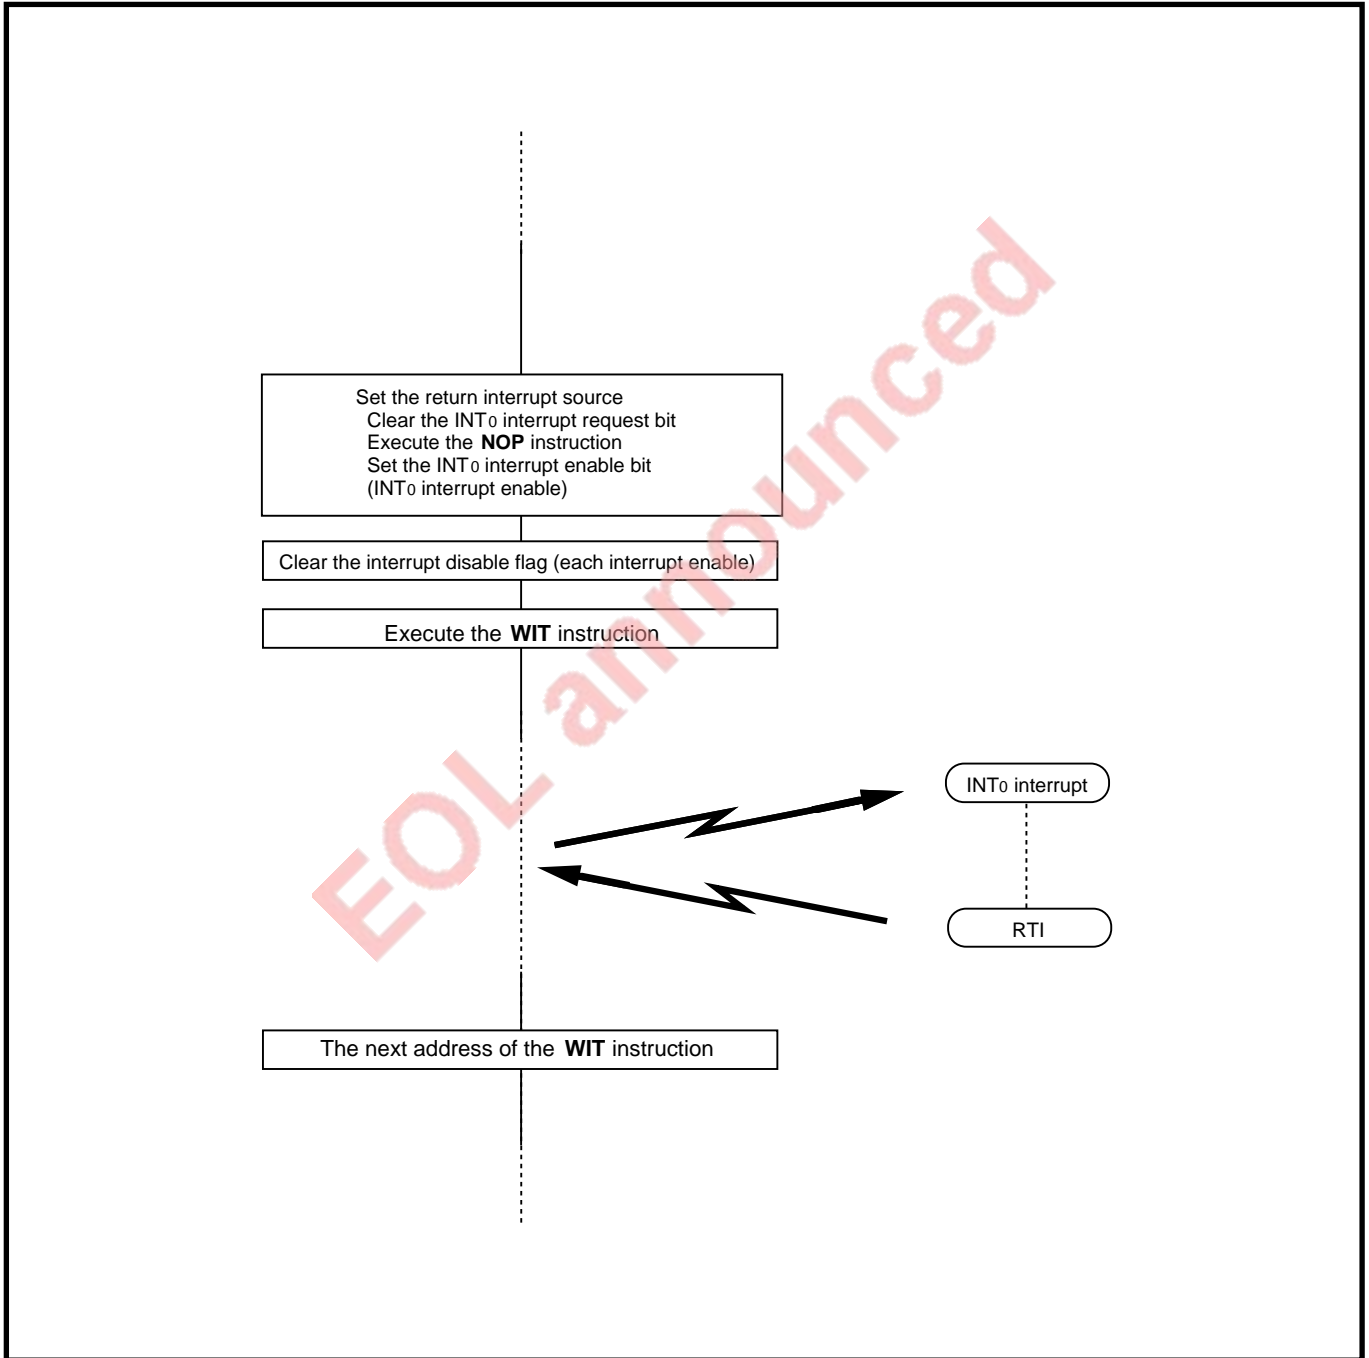 Set the return interrupt source
Clear the INT0 interrupt request bit
Execute the NOP instruction
Set the INT0 interrupt enable bit
(INT0 interrupt enable)
Clear the interrupt disable flag (each interrupt enable)
Execute the WIT instruction
INT0 interrupt
RTI
The next address of the WIT instruction
EOL announced